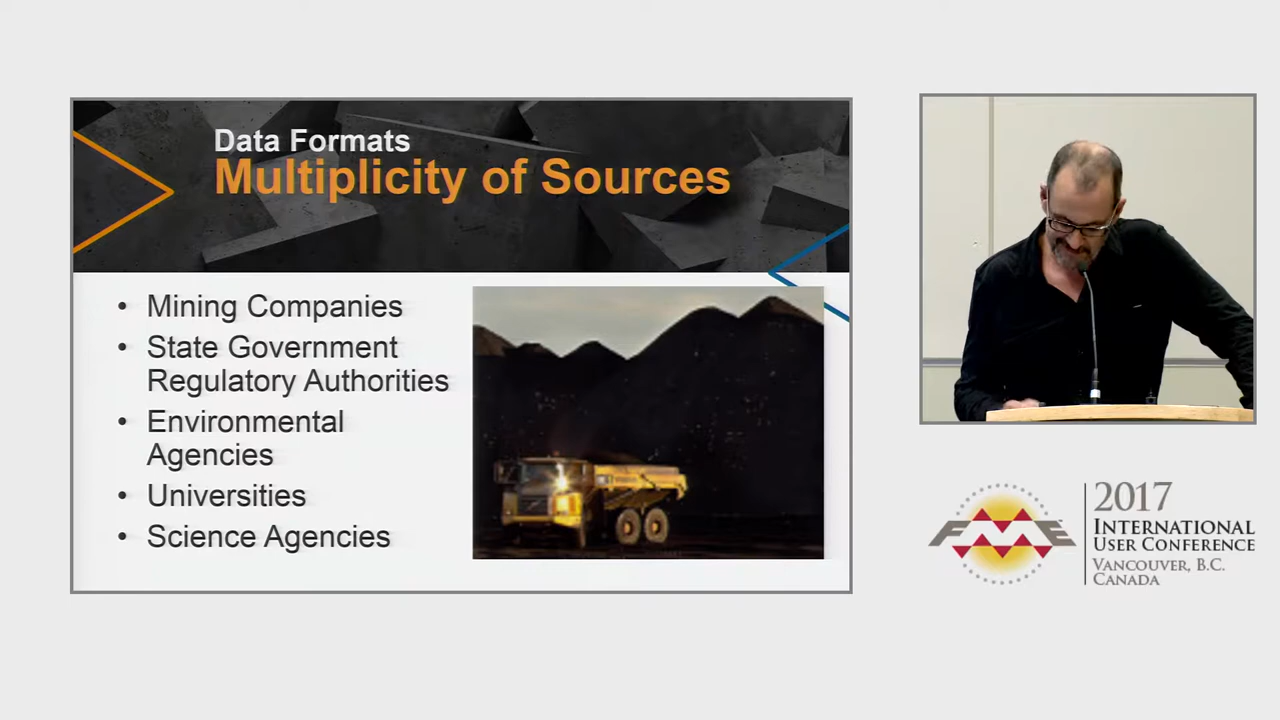 Data Formats
Multiplicity of Sources
• Mining Companies
• State Government
Regulatory Authorities
• Environmental
Agencies
• Universities
• Science Agencies
FME
2017
INTERNATIONAL
USER CONFERENCE
VANCOUVER, B.C.
CANADA